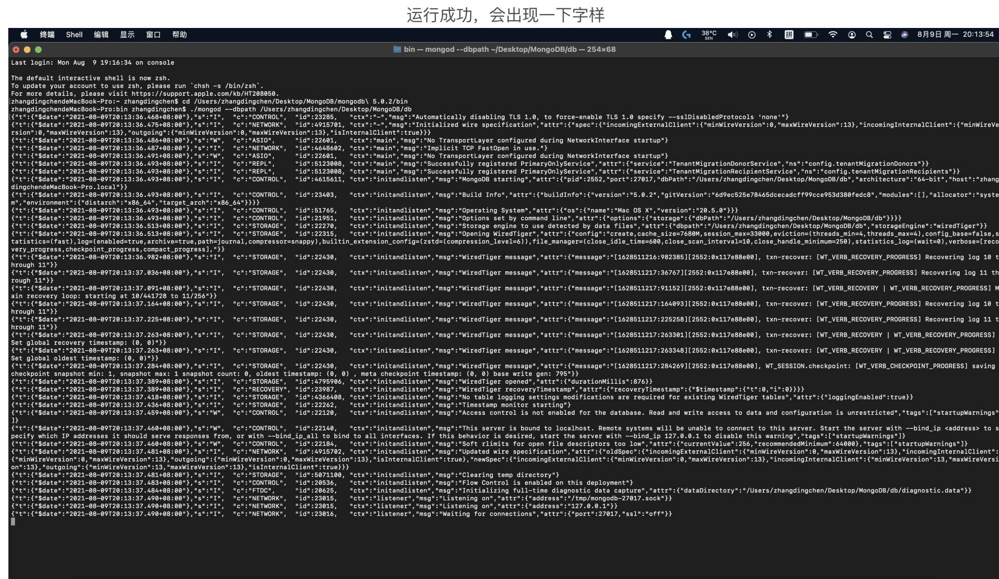 运行成功，会出现一下字样
终端 Shell 编辑 显示 窗口 帮助 38°C SEN 拼 8月9日 周一 20:13:54
bin — mongod --dbpath ~/Desktop/MongoDB/db — 254×68
Last login: Mon Aug  9 19:16:34 on console
The default interactive shell is now zsh.
To update your account to use zsh, please run `chsh -s /bin/zsh`.
For more details, please visit https://support.apple.com/kb/HT208050.
[zhangdingchendeMacBook-Pro:~ zhangdingchen$ cd /Users/zhangdingchen/Desktop/MongoDB/mongodb\ 5.0.2/bin
zhangdingchendeMacBook-Pro:bin zhangdingchen$ ./mongod --dbpath /Users/zhangdingchen/Desktop/MongoDB/db
[{"t":{"$date":"2021-08-09T20:13:36.468+08:00"},"s":"I",  "c":"CONTROL",  "id":23285,   "ctx":"-","msg":"Automatically disabling TLS 1.0, to force-enable TLS 1.0 specify --sslDisabledProtocols 'none'"}
{"t":{"$date":"2021-08-09T20:13:36.475+08:00"},"s":"I",  "c":"NETWORK",  "id":4915701, "ctx":"-","msg":"Initialized wire specification","attr":{"spec":{"incomingExternalClient":{"minWireVersion":0,"maxWireVersion":13},"incomingInternalClient":{"minWireVe
rsion":0,"maxWireVersion":13},"outgoing":{"minWireVersion":0,"maxWireVersion":13},"isInternalClient":true}}}
{"t":{"$date":"2021-08-09T20:13:36.486+08:00"},"s":"W",  "c":"ASIO",     "id":22601,   "ctx":"main","msg":"No TransportLayer configured during NetworkInterface startup"}
{"t":{"$date":"2021-08-09T20:13:36.487+08:00"},"s":"I",  "c":"NETWORK",  "id":4648602, "ctx":"main","msg":"Implicit TCP FastOpen in use."}
{"t":{"$date":"2021-08-09T20:13:36.491+08:00"},"s":"W",  "c":"ASIO",     "id":22601,   "ctx":"main","msg":"No TransportLayer configured during NetworkInterface startup"}
{"t":{"$date":"2021-08-09T20:13:36.493+08:00"},"s":"I",  "c":"REPL",     "id":5123008, "ctx":"main","msg":"Successfully registered PrimaryOnlyService","attr":{"service":"TenantMigrationDonorService","ns":"config.tenantMigrationDonors"}}
{"t":{"$date":"2021-08-09T20:13:36.493+08:00"},"s":"I",  "c":"REPL",     "id":5123008, "ctx":"main","msg":"Successfully registered PrimaryOnlyService","attr":{"service":"TenantMigrationRecipientService","ns":"config.tenantMigrationRecipients"}}
{"t":{"$date":"2021-08-09T20:13:36.493+08:00"},"s":"I",  "c":"CONTROL",  "id":4615611, "ctx":"initandlisten","msg":"MongoDB starting","attr":{"pid":2552,"port":27017,"dbPath":"/Users/zhangdingchen/Desktop/MongoDB/db","architecture":"64-bit","host":"zhang
dingchendeMacBook-Pro.local"}}
{"t":{"$date":"2021-08-09T20:13:36.493+08:00"},"s":"I",  "c":"CONTROL",  "id":23403,   "ctx":"initandlisten","msg":"Build Info","attr":{"buildInfo":{"version":"5.0.2","gitVersion":"6d9ec525e78465dcecadcff99cce953d380fedc8","modules":[],"allocator":"syste
m","environment":{"distarch":"x86_64","target_arch":"x86_64"}}}}
{"t":{"$date":"2021-08-09T20:13:36.493+08:00"},"s":"I",  "c":"CONTROL",  "id":51765,   "ctx":"initandlisten","msg":"Operating System","attr":{"os":{"name":"Mac OS X","version":"20.5.0"}}}
{"t":{"$date":"2021-08-09T20:13:36.493+08:00"},"s":"I",  "c":"CONTROL",  "id":21951,   "ctx":"initandlisten","msg":"Options set by command line","attr":{"options":{"storage":{"dbPath":"/Users/zhangdingchen/Desktop/MongoDB/db"}}}}
{"t":{"$date":"2021-08-09T20:13:36.513+08:00"},"s":"I",  "c":"STORAGE",  "id":22270,   "ctx":"initandlisten","msg":"Storage engine to use detected by data files","attr":{"dbpath":"/Users/zhangdingchen/Desktop/MongoDB/db","storageEngine":"wiredTiger"}}
{"t":{"$date":"2021-08-09T20:13:36.513+08:00"},"s":"I",  "c":"STORAGE",  "id":22315,   "ctx":"initandlisten","msg":"Opening WiredTiger","attr":{"config":"create,cache_size=7680M,session_max=33000,eviction=(threads_min=4,threads_max=4),config_base=false,s
tatistics=(fast),log=(enabled=true,archive=true,path=journal,compressor=snappy),builtin_extension_config=(zstd=(compression_level=6)),file_manager=(close_idle_time=600,close_scan_interval=10,close_handle_minimum=250),statistics_log=(wait=0),verbose=[reco
very_progress,checkpoint_progress,compact_progress],"}}
{"t":{"$date":"2021-08-09T20:13:36.982+08:00"},"s":"I",  "c":"STORAGE",  "id":22430,   "ctx":"initandlisten","msg":"WiredTiger message","attr":{"message":"[1628511216:982385][2552:0x117e88e00], txn-recover: [WT_VERB_RECOVERY_PROGRESS] Recovering log 10 t
hrough 11"}}
{"t":{"$date":"2021-08-09T20:13:37.036+08:00"},"s":"I",  "c":"STORAGE",  "id":22430,   "ctx":"initandlisten","msg":"WiredTiger message","attr":{"message":"[1628511217:36767][2552:0x117e88e00], txn-recover: [WT_VERB_RECOVERY_PROGRESS] Recovering log 11 th
rough 11"}}
{"t":{"$date":"2021-08-09T20:13:37.091+08:00"},"s":"I",  "c":"STORAGE",  "id":22430,   "ctx":"initandlisten","msg":"WiredTiger message","attr":{"message":"[1628511217:91152][2552:0x117e88e00], txn-recover: [WT_VERB_RECOVERY | WT_VERB_RECOVERY_PROGRESS] M
ain recovery loop: starting at 10/441728 to 11/256"}}
{"t":{"$date":"2021-08-09T20:13:37.164+08:00"},"s":"I",  "c":"STORAGE",  "id":22430,   "ctx":"initandlisten","msg":"WiredTiger message","attr":{"message":"[1628511217:164093][2552:0x117e88e00], txn-recover: [WT_VERB_RECOVERY_PROGRESS] Recovering log 10 t
hrough 11"}}
{"t":{"$date":"2021-08-09T20:13:37.225+08:00"},"s":"I",  "c":"STORAGE",  "id":22430,   "ctx":"initandlisten","msg":"WiredTiger message","attr":{"message":"[1628511217:225258][2552:0x117e88e00], txn-recover: [WT_VERB_RECOVERY_PROGRESS] Recovering log 11 t
hrough 11"}}
{"t":{"$date":"2021-08-09T20:13:37.263+08:00"},"s":"I",  "c":"STORAGE",  "id":22430,   "ctx":"initandlisten","msg":"WiredTiger message","attr":{"message":"[1628511217:263301][2552:0x117e88e00], txn-recover: [WT_VERB_RECOVERY | WT_VERB_RECOVERY_PROGRESS]
Set global recovery timestamp: (0, 0)"}}
{"t":{"$date":"2021-08-09T20:13:37.263+08:00"},"s":"I",  "c":"STORAGE",  "id":22430,   "ctx":"initandlisten","msg":"WiredTiger message","attr":{"message":"[1628511217:263348][2552:0x117e88e00], txn-recover: [WT_VERB_RECOVERY | WT_VERB_RECOVERY_PROGRESS]
Set global oldest timestamp: (0, 0)"}}
{"t":{"$date":"2021-08-09T20:13:37.284+08:00"},"s":"I",  "c":"STORAGE",  "id":22430,   "ctx":"initandlisten","msg":"WiredTiger message","attr":{"message":"[1628511217:284269][2552:0x117e88e00], WT_SESSION.checkpoint: [WT_VERB_CHECKPOINT_PROGRESS] saving
checkpoint snapshot min: 1, snapshot max: 1 snapshot count: 0, oldest timestamp: (0, 0) , meta checkpoint timestamp: (0, 0) base write gen: 795"}}
{"t":{"$date":"2021-08-09T20:13:37.389+08:00"},"s":"I",  "c":"STORAGE",  "id":4795906, "ctx":"initandlisten","msg":"WiredTiger opened","attr":{"durationMillis":876}}
{"t":{"$date":"2021-08-09T20:13:37.389+08:00"},"s":"I",  "c":"RECOVERY", "id":23987,   "ctx":"initandlisten","msg":"WiredTiger recoveryTimestamp","attr":{"recoveryTimestamp":{"$timestamp":{"t":0,"i":0}}}}
{"t":{"$date":"2021-08-09T20:13:37.418+08:00"},"s":"I",  "c":"STORAGE",  "id":4366408, "ctx":"initandlisten","msg":"No table logging settings modifications are required for existing WiredTiger tables","attr":{"loggingEnabled":true}}
{"t":{"$date":"2021-08-09T20:13:37.436+08:00"},"s":"I",  "c":"STORAGE",  "id":22262,   "ctx":"initandlisten","msg":"Timestamp monitor starting"}
{"t":{"$date":"2021-08-09T20:13:37.459+08:00"},"s":"W",  "c":"CONTROL",  "id":22120,   "ctx":"initandlisten","msg":"Access control is not enabled for the database. Read and write access to data and configuration is unrestricted","tags":["startupWarnings"
]}
{"t":{"$date":"2021-08-09T20:13:37.460+08:00"},"s":"W",  "c":"CONTROL",  "id":22140,   "ctx":"initandlisten","msg":"This server is bound to localhost. Remote systems will be unable to connect to this server. Start the server with --bind_ip <address> to s
pecify which IP addresses it should serve responses from, or with --bind_ip_all to bind to all interfaces. If this behavior is desired, start the server with --bind_ip 127.0.0.1 to disable this warning","tags":["startupWarnings"]}
{"t":{"$date":"2021-08-09T20:13:37.460+08:00"},"s":"W",  "c":"CONTROL",  "id":22184,   "ctx":"initandlisten","msg":"Soft rlimits for open file descriptors too low","attr":{"currentValue":256,"recommendedMinimum":64000},"tags":["startupWarnings"]}
{"t":{"$date":"2021-08-09T20:13:37.481+08:00"},"s":"I",  "c":"NETWORK",  "id":4915702, "ctx":"initandlisten","msg":"Updated wire specification","attr":{"oldSpec":{"incomingExternalClient":{"minWireVersion":0,"maxWireVersion":13},"incomingInternalClient":
{"minWireVersion":0,"maxWireVersion":13},"outgoing":{"minWireVersion":0,"maxWireVersion":13},"isInternalClient":true},"newSpec":{"incomingExternalClient":{"minWireVersion":0,"maxWireVersion":13},"incomingInternalClient":{"minWireVersion":13,"maxWireVersi
on":13},"outgoing":{"minWireVersion":13,"maxWireVersion":13},"isInternalClient":true}}}
{"t":{"$date":"2021-08-09T20:13:37.481+08:00"},"s":"I",  "c":"STORAGE",  "id":5071100, "ctx":"initandlisten","msg":"Clearing temp directory"}
{"t":{"$date":"2021-08-09T20:13:37.483+08:00"},"s":"I",  "c":"CONTROL",  "id":20536,   "ctx":"initandlisten","msg":"Flow Control is enabled on this deployment"}
{"t":{"$date":"2021-08-09T20:13:37.484+08:00"},"s":"I",  "c":"FTDC",     "id":20625,   "ctx":"initandlisten","msg":"Initializing full-time diagnostic data capture","attr":{"dataDirectory":"/Users/zhangdingchen/Desktop/MongoDB/db/diagnostic.data"}}
{"t":{"$date":"2021-08-09T20:13:37.490+08:00"},"s":"I",  "c":"NETWORK",  "id":23015,   "ctx":"listener","msg":"Listening on","attr":{"address":"/tmp/mongodb-27017.sock"}}
{"t":{"$date":"2021-08-09T20:13:37.490+08:00"},"s":"I",  "c":"NETWORK",  "id":23015,   "ctx":"listener","msg":"Listening on","attr":{"address":"127.0.0.1"}}
{"t":{"$date":"2021-08-09T20:13:37.490+08:00"},"s":"I",  "c":"NETWORK",  "id":23016,   "ctx":"listener","msg":"Waiting for connections","attr":{"port":27017,"ssl":"off"}}